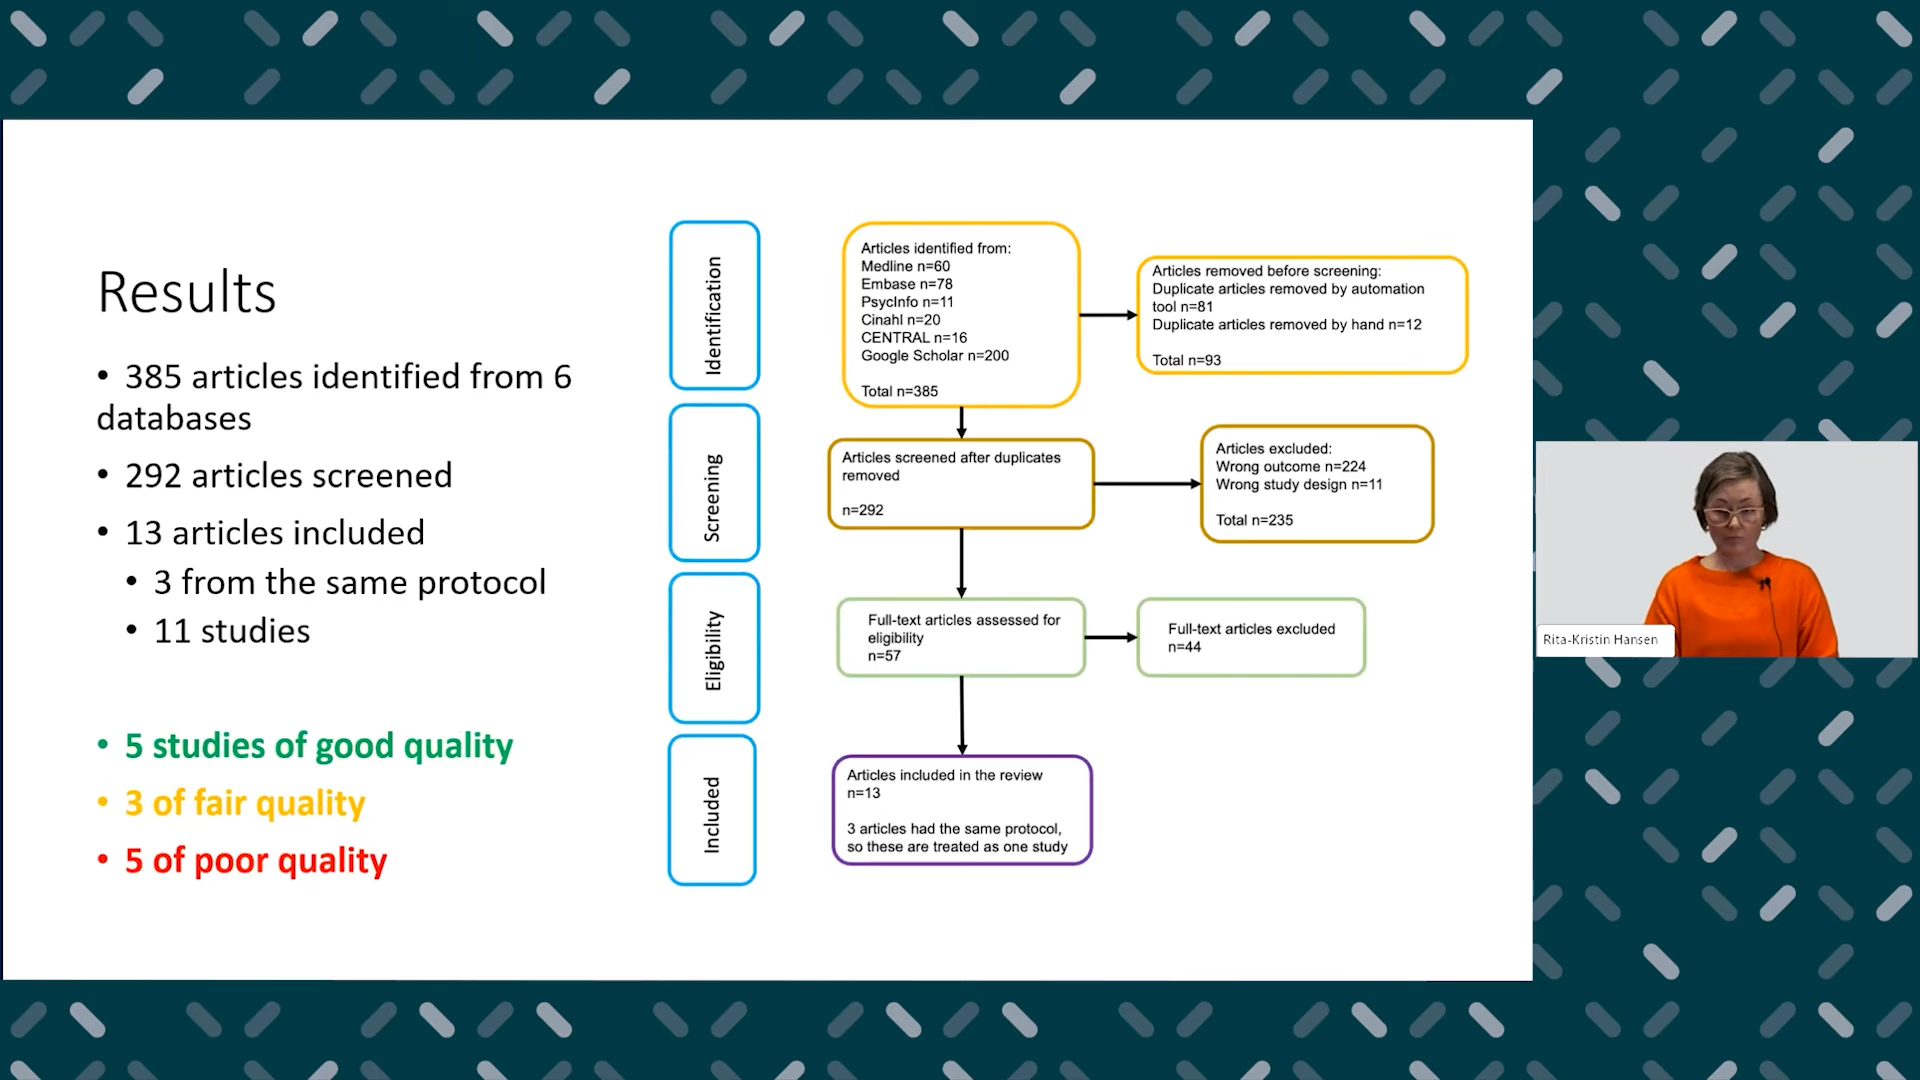 Results
• 385 articles identified from 6
databases
• 292 articles screened
• 13 articles included
• 3 from the same protocol
• 11 studies
• 5 studies of good quality
• 3 of fair quality
• 5 of poor quality
Identification
Articles identified from:
Medline n=60
Embase n=78
PsycInfo n=11
Cinahl n=20
CENTRAL n=16
Google Scholar n=200
Total n=385
Articles removed before screening:
Duplicate articles removed by automation
tool n=81
Duplicate articles removed by hand n=12
Total n=93
Screening
Articles screened after duplicates
removed
n=292
Articles excluded:
Wrong outcome n=224
Wrong study design n=11
Total n=235
Eligibility
Full-text articles assessed for
eligibility
n=57
Full-text articles excluded
n=44
Included
Articles included in the review
n=13
3 articles had the same protocol,
so these are treated as one study
Rita-Kristin Hansen